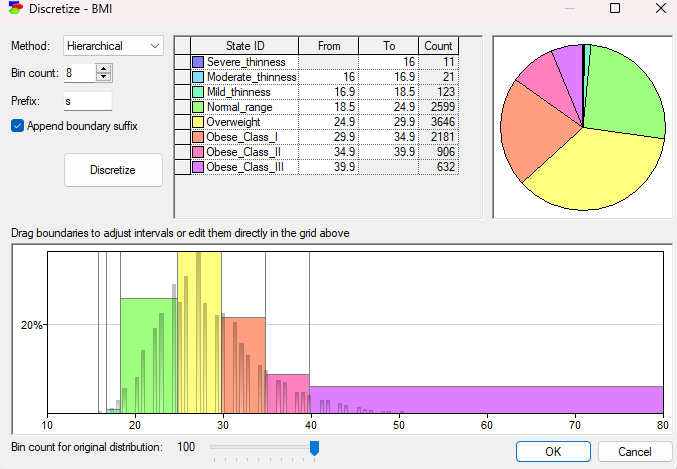 Discretize - BMI
Method: Hierarchical
Bin count: 8
Prefix: s
Append boundary suffix
Discretize
State ID From To Count
Severe_thinness 16 11
Moderate_thinness 16 16.9 21
Mild_thinness 16.9 18.5 123
Normal_range 18.5 24.9 2599
Overweight 24.9 29.9 3646
Obese_Class_I 29.9 34.9 2181
Obese_Class_II 34.9 39.9 906
Obese_Class_III 39.9 632
Drag boundaries to adjust intervals or edit them directly in the grid above
20%
10 20 30 40 50 60 70 80
Bin count for original distribution: 100
OK Cancel